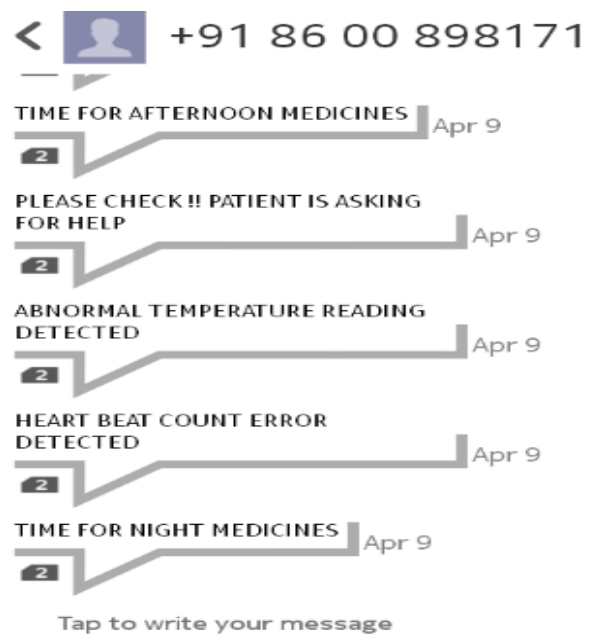 +91 86 00 898171
TIME FOR AFTERNOON MEDICINES
Apr 9
2
PLEASE CHECK !! PATIENT IS ASKING
FOR HELP
Apr 9
2
ABNORMAL TEMPERATURE READING
DETECTED
Apr 9
2
HEART BEAT COUNT ERROR
DETECTED
Apr 9
2
TIME FOR NIGHT MEDICINES
Apr 9
2
Tap to write your message